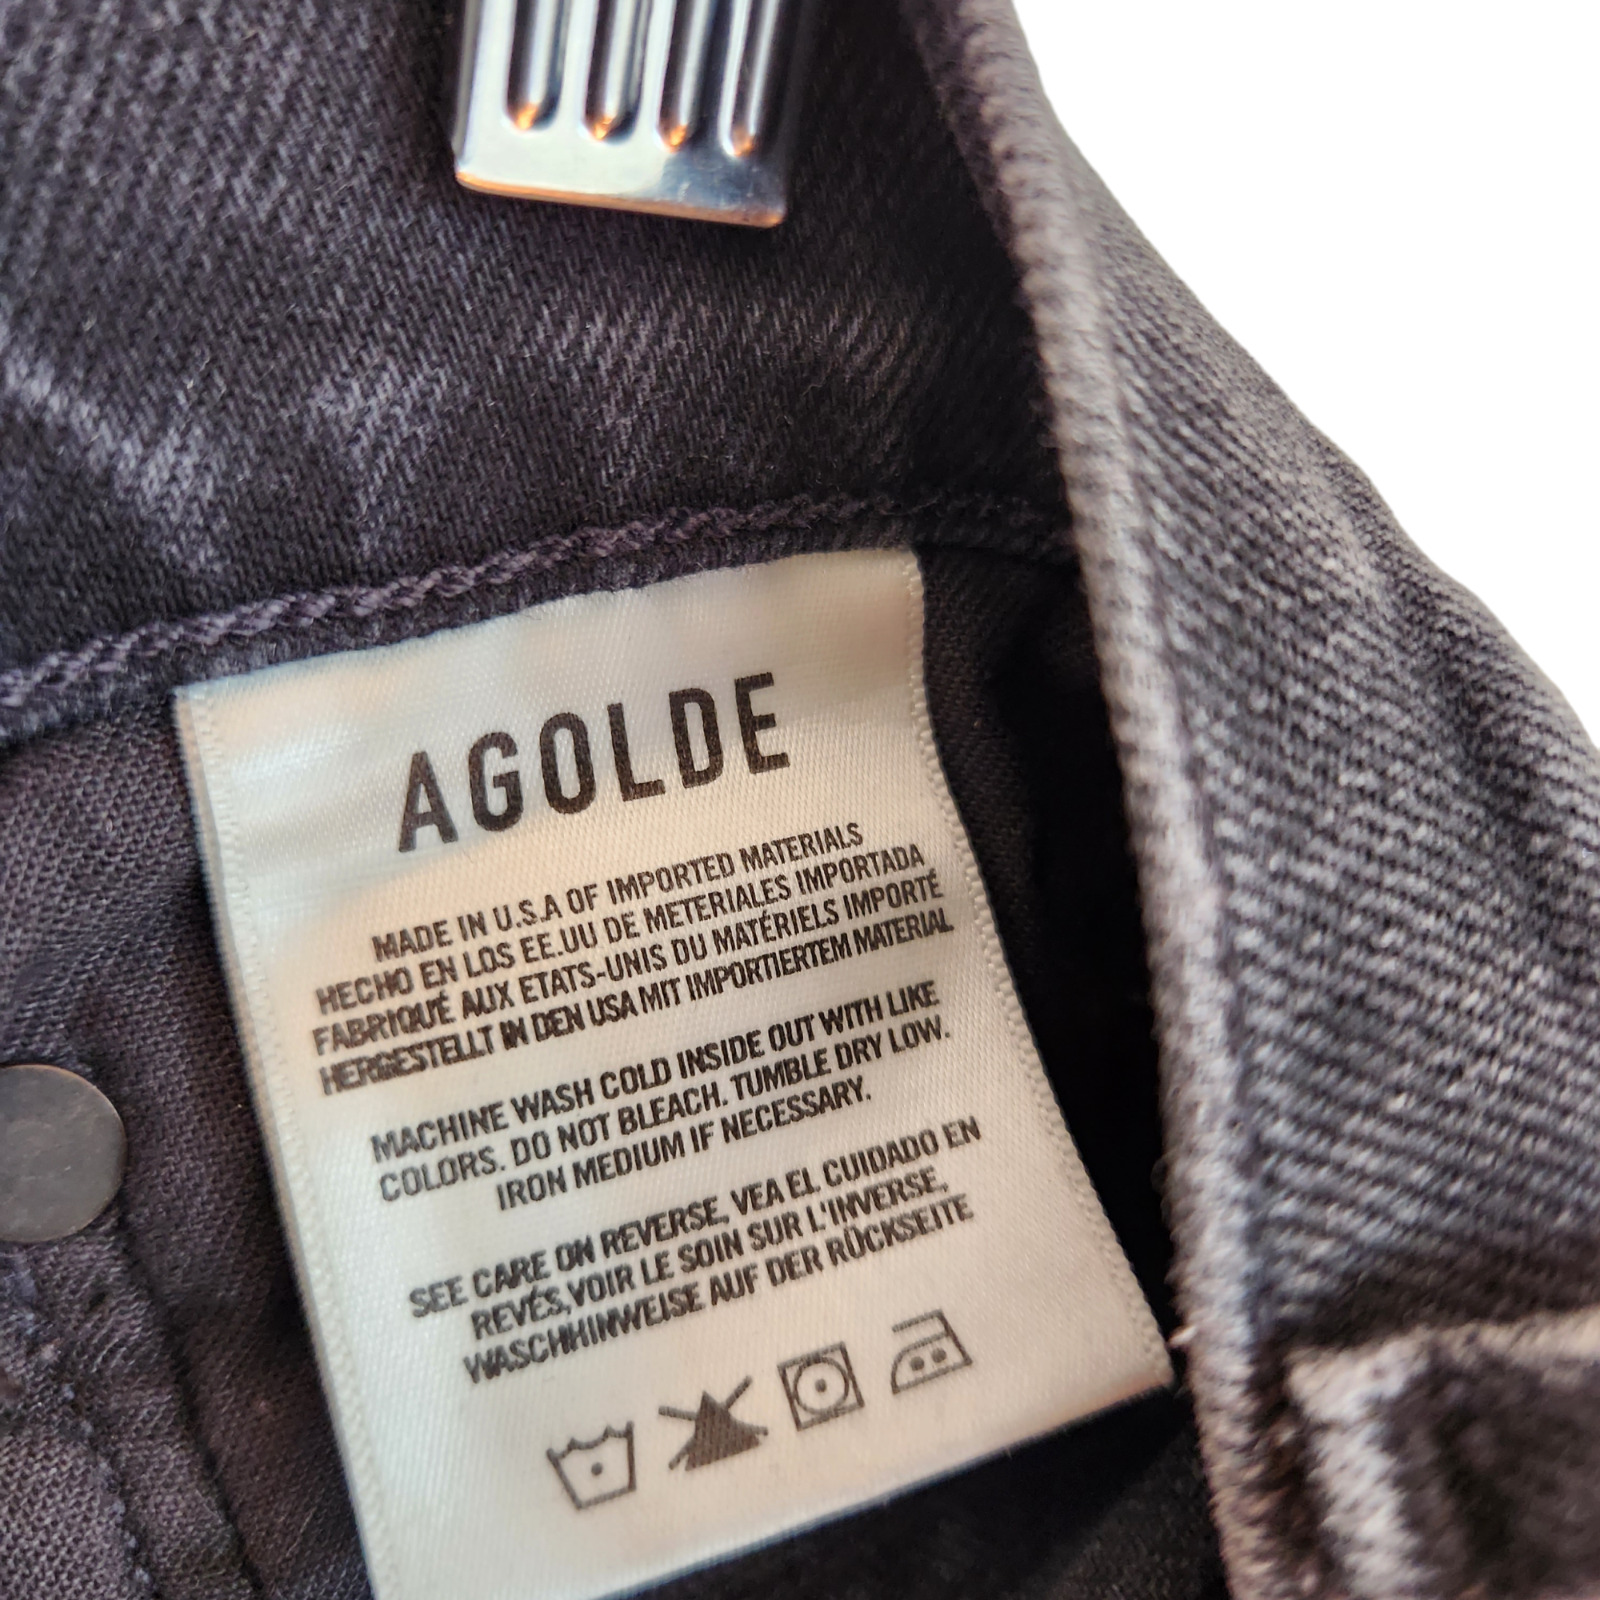 AGOLDE
MADE IN U.S.A OF IMPORTED MATERIALS
HECHO EN LOS EE.UU DE METERIALES IMPORTADA
FABRIQUÉ AUX ETATS-UNIS DU MATÉRIELS IMPORTÉ
HERGESTELLT IN DEN USA MIT IMPORTIERTEM MATERIAL
MACHINE WASH COLD INSIDE OUT WITH LIKE
COLORS. DO NOT BLEACH. TUMBLE DRY LOW.
IRON MEDIUM IF NECESSARY.
SEE CARE ON REVERSE, VEA EL CUIDADO EN
REVÉS,VOIR LE SOIN SUR L'INVERSE,
WASCHHINWEISE AUF DER RÜCKSEITE